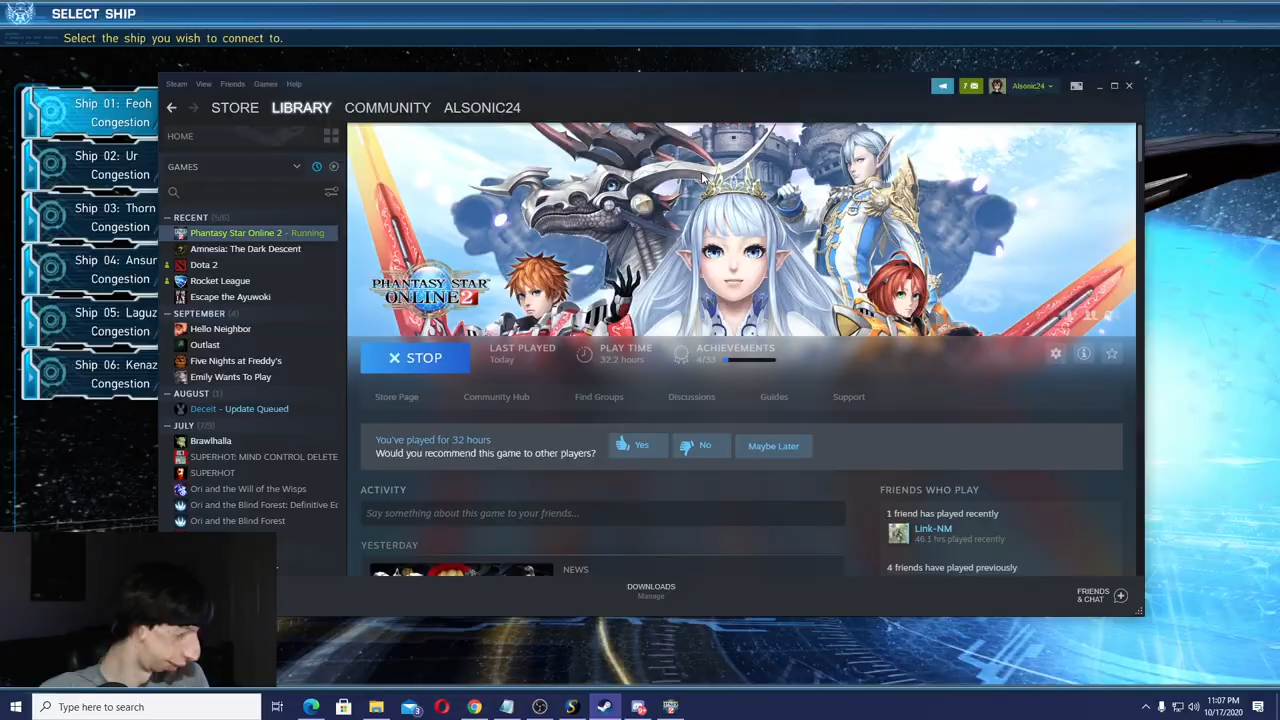 SELECT SHIP
Select the ship you wish to connect to.
Ship 01: Feoh
Congestion
Ship 02: Ur
Congestion
Ship 03: Thorn
Congestion
Ship 04: Ansur
Congestion
Ship 05: Laguz
Congestion
Ship 06: Kenaz
Congestion
Steam View Friends Games Help
7
Alsonic24
STORE LIBRARY COMMUNITY ALSONIC24
HOME
GAMES
RECENT (5/6)
Phantasy Star Online 2 - Running
Amnesia: The Dark Descent
Dota 2
Rocket League
Escape the Ayuwoki
SEPTEMBER (4)
Hello Neighbor
Outlast
Five Nights at Freddy's
Emily Wants To Play
AUGUST (1)
Deceit - Update Queued
JULY (7/9)
Brawlhalla
SUPERHOT: MIND CONTROL DELETE
SUPERHOT
Ori and the Will of the Wisps
Ori and the Blind Forest: Definitive Ed
Ori and the Blind Forest
PHANTASY STAR
ONLINE 2
STOP
LAST PLAYED
Today
PLAY TIME
32.2 hours
ACHIEVEMENTS
4/33
Store Page Community Hub Find Groups Discussions Guides Support
You've played for 32 hours
Would you recommend this game to other players?
Yes
No
Maybe Later
ACTIVITY
Say something about this game to your friends...
YESTERDAY
NEWS
FRIENDS WHO PLAY
1 friend has played recently
Link-NM
46.1 hrs played recently
4 friends have played previously
DOWNLOADS
Manage
FRIENDS
& CHAT
Type here to search
3
11:07 PM
10/17/2020